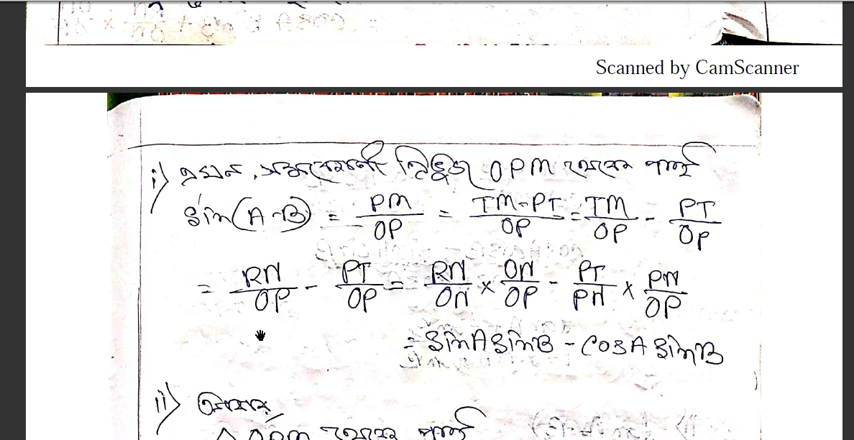 Scanned by CamScanner
i) এখন, সমকোণী ত্রিভুজ OPM থেকে পাই
Sin(A-B) = PM/OP = TM-PT/OP = TM/OP - PT/OP
= RN/OP - PT/OP = RN/ON × ON/OP - PT/PN × PN/OP
= SinA SinB - CosA SinB
ii) আবার,
Δ OPM থেকে পাই